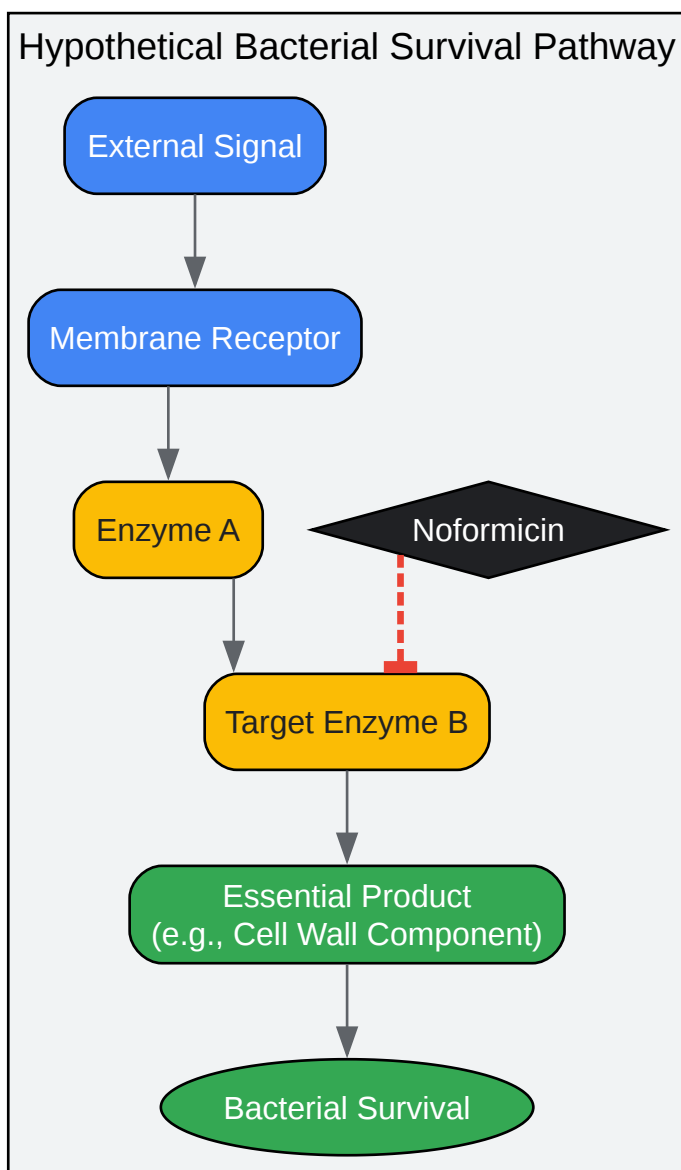 Hypothetical Bacterial Survival Pathway
External Signal
Membrane Receptor
Enzyme A
Noformicin
Target Enzyme B
Essential Product
(e.g., Cell Wall Component)
Bacterial Survival